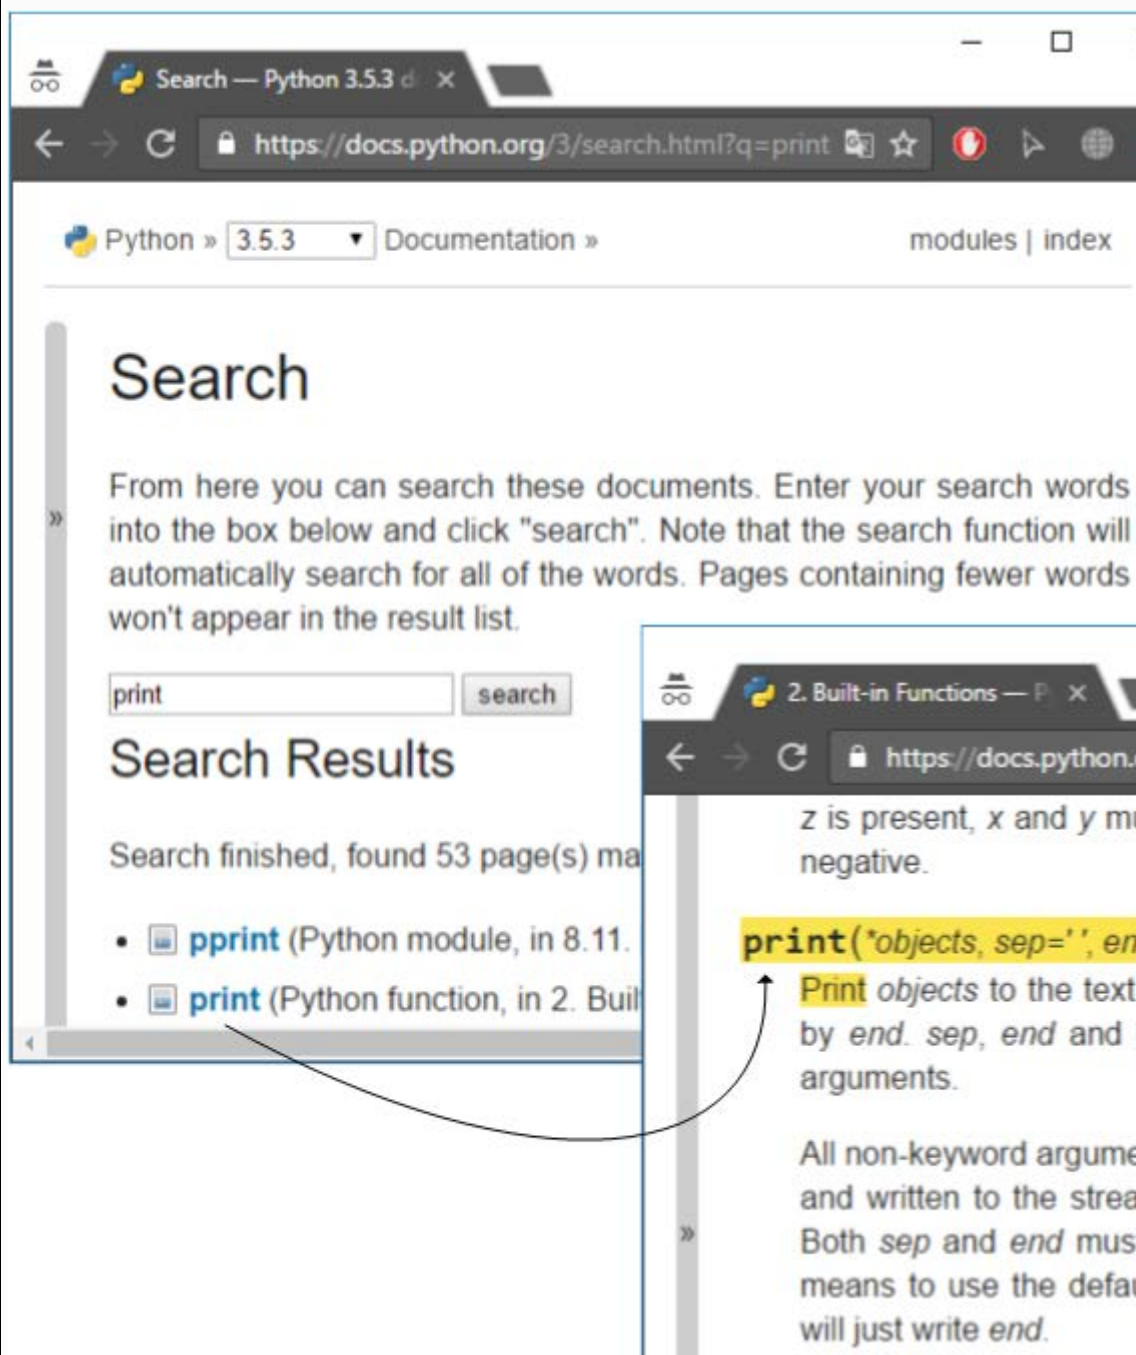 Search — Python 3.5.3 d
https://docs.python.org/3/search.html?q=print
Python » 3.5.3 Documentation » modules | index
Search
From here you can search these documents. Enter your search words
into the box below and click "search". Note that the search function will
automatically search for all of the words. Pages containing fewer words
won't appear in the result list.
print search
Search Results
Search finished, found 53 page(s) ma
• pprint (Python module, in 8.11.
• print (Python function, in 2. Buil
2. Built-in Functions — P
https://docs.python.
z is present, x and y mu
negative.
print(*objects, sep=' ', en
Print objects to the text
by end. sep, end and
arguments.
All non-keyword argume
and written to the strea
Both sep and end mus
means to use the defau
will just write end.